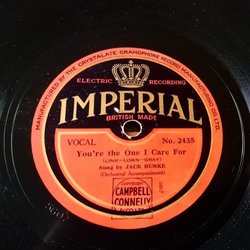 MANUFACTURED BY THE CRYSTALATE GRAMOPHONE RECORD MANUFACTURING CO. LTD.
ELECTRIC RECORDING
IMPERIAL
BRITISH MADE
VOCAL No. 2435
You're the One I Care For
(LINK—LOWN—GRAY)
Sung by JACK BURKE
(Orchestral Accompaniment)
COPYRIGHT
CAMPBELL
CONNELLY